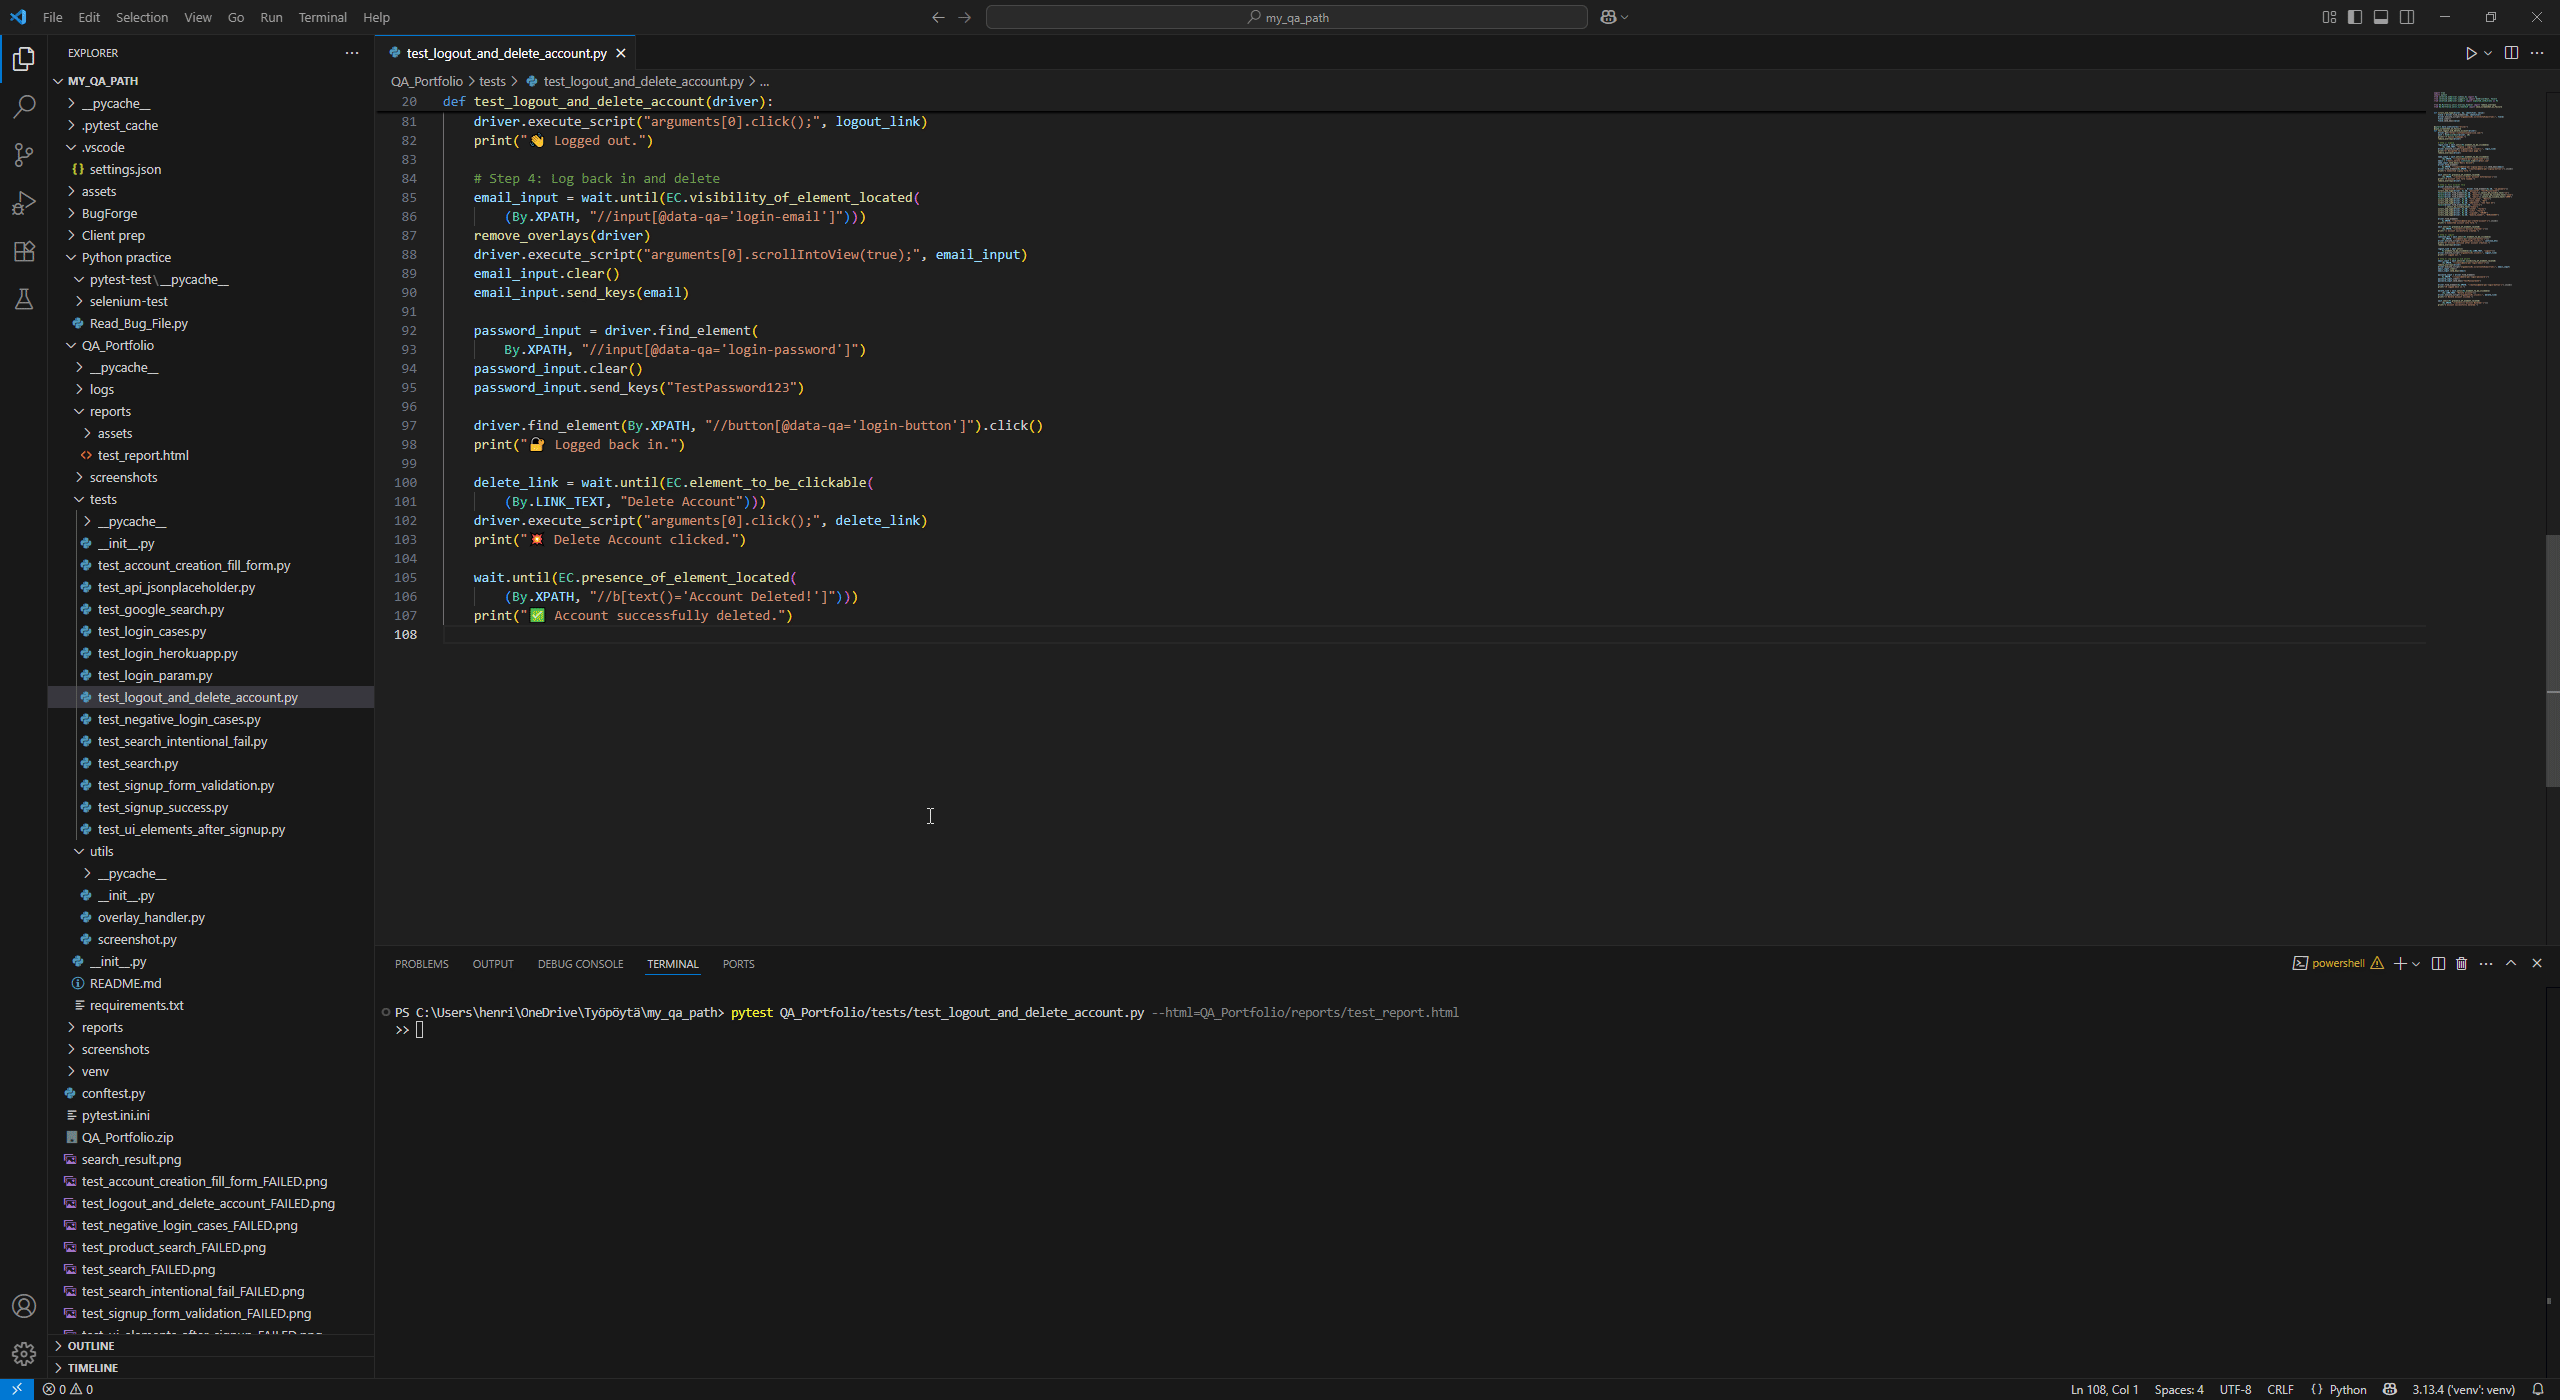 File Edit Selection View Go Run Terminal Help
my_qa_path
EXPLORER
MY_QA_PATH
__pycache__
.pytest_cache
.vscode
{} settings.json
assets
BugForge
Client prep
Python practice
pytest-test\__pycache__
selenium-test
Read_Bug_File.py
QA_Portfolio
__pycache__
logs
reports
assets
<> test_report.html
screenshots
tests
__pycache__
__init__.py
test_account_creation_fill_form.py
test_api_jsonplaceholder.py
test_google_search.py
test_login_cases.py
test_login_herokuapp.py
test_login_param.py
test_logout_and_delete_account.py
test_negative_login_cases.py
test_search_intentional_fail.py
test_search.py
test_signup_form_validation.py
test_signup_success.py
test_ui_elements_after_signup.py
utils
__pycache__
__init__.py
overlay_handler.py
screenshot.py
__init__.py
README.md
requirements.txt
reports
screenshots
venv
conftest.py
pytest.ini.ini
QA_Portfolio.zip
search_result.png
test_account_creation_fill_form_FAILED.png
test_logout_and_delete_account_FAILED.png
test_negative_login_cases_FAILED.png
test_product_search_FAILED.png
test_search_FAILED.png
test_search_intentional_fail_FAILED.png
test_signup_form_validation_FAILED.png
OUTLINE
TIMELINE
test_logout_and_delete_account.py
QA_Portfolio > tests > test_logout_and_delete_account.py > ...
20 def test_logout_and_delete_account(driver):
81 driver.execute_script("arguments[0].click();", logout_link)
82 print("👋 Logged out.")
83
84 # Step 4: Log back in and delete
85 email_input = wait.until(EC.visibility_of_element_located(
86 (By.XPATH, "//input[@data-qa='login-email']")))
87 remove_overlays(driver)
88 driver.execute_script("arguments[0].scrollIntoView(true);", email_input)
89 email_input.clear()
90 email_input.send_keys(email)
91
92 password_input = driver.find_element(
93 By.XPATH, "//input[@data-qa='login-password']")
94 password_input.clear()
95 password_input.send_keys("TestPassword123")
96
97 driver.find_element(By.XPATH, "//button[@data-qa='login-button']").click()
98 print("🔐 Logged back in.")
99
100 delete_link = wait.until(EC.element_to_be_clickable(
101 (By.LINK_TEXT, "Delete Account")))
102 driver.execute_script("arguments[0].click();", delete_link)
103 print("💥 Delete Account clicked.")
104
105 wait.until(EC.presence_of_element_located(
106 (By.XPATH, "//b[text()='Account Deleted!']")))
107 print("✅ Account successfully deleted.")
108
PROBLEMS OUTPUT DEBUG CONSOLE TERMINAL PORTS
powershell
PS C:\Users\henri\OneDrive\Työpöytä\my_qa_path> pytest QA_Portfolio/tests/test_logout_and_delete_account.py --html=QA_Portfolio/reports/test_report.html
>>
0 0
Ln 108, Col 1 Spaces: 4 UTF-8 CRLF {} Python 3.13.4 ('venv': venv)